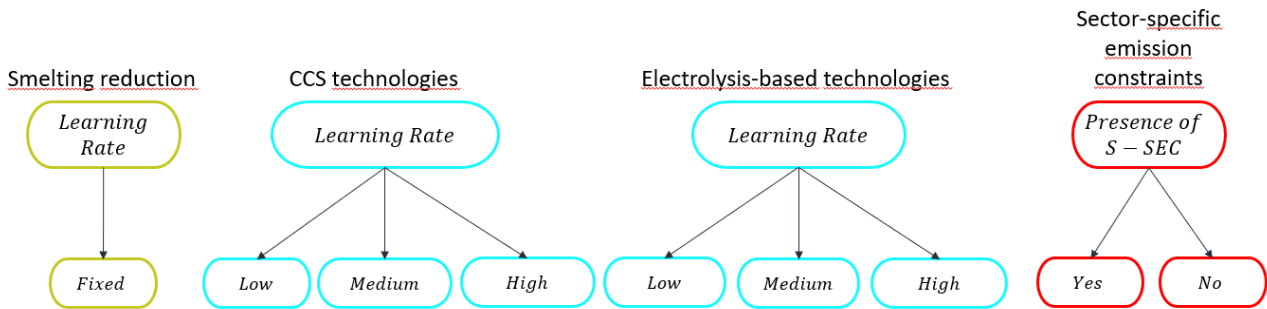 Smelting reduction
Learning
Rate
Fixed
CCS technologies
Learning Rate
Low
Medium
High
Electrolysis-based technologies
Learning Rate
Low
Medium
High
Sector-specific
emission
constraints
Presence of
S − SEC
Yes
No